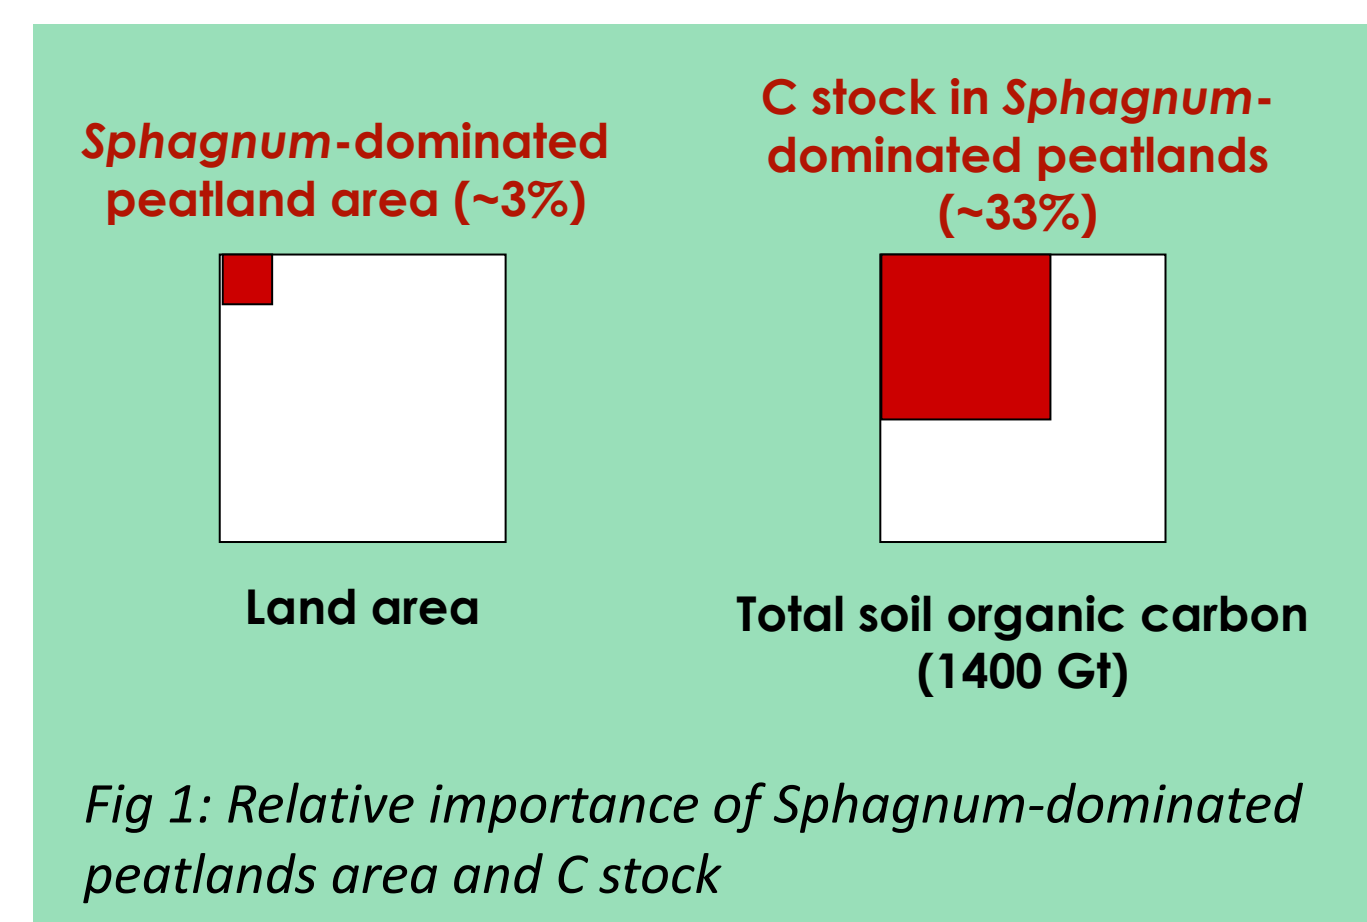 Sphagnum-dominated
peatland area (~3%)
C stock in Sphagnum-
dominated peatlands
(~33%)
Land area
Total soil organic carbon
(1400 Gt)
Fig 1: Relative importance of Sphagnum-dominated
peatlands area and C stock